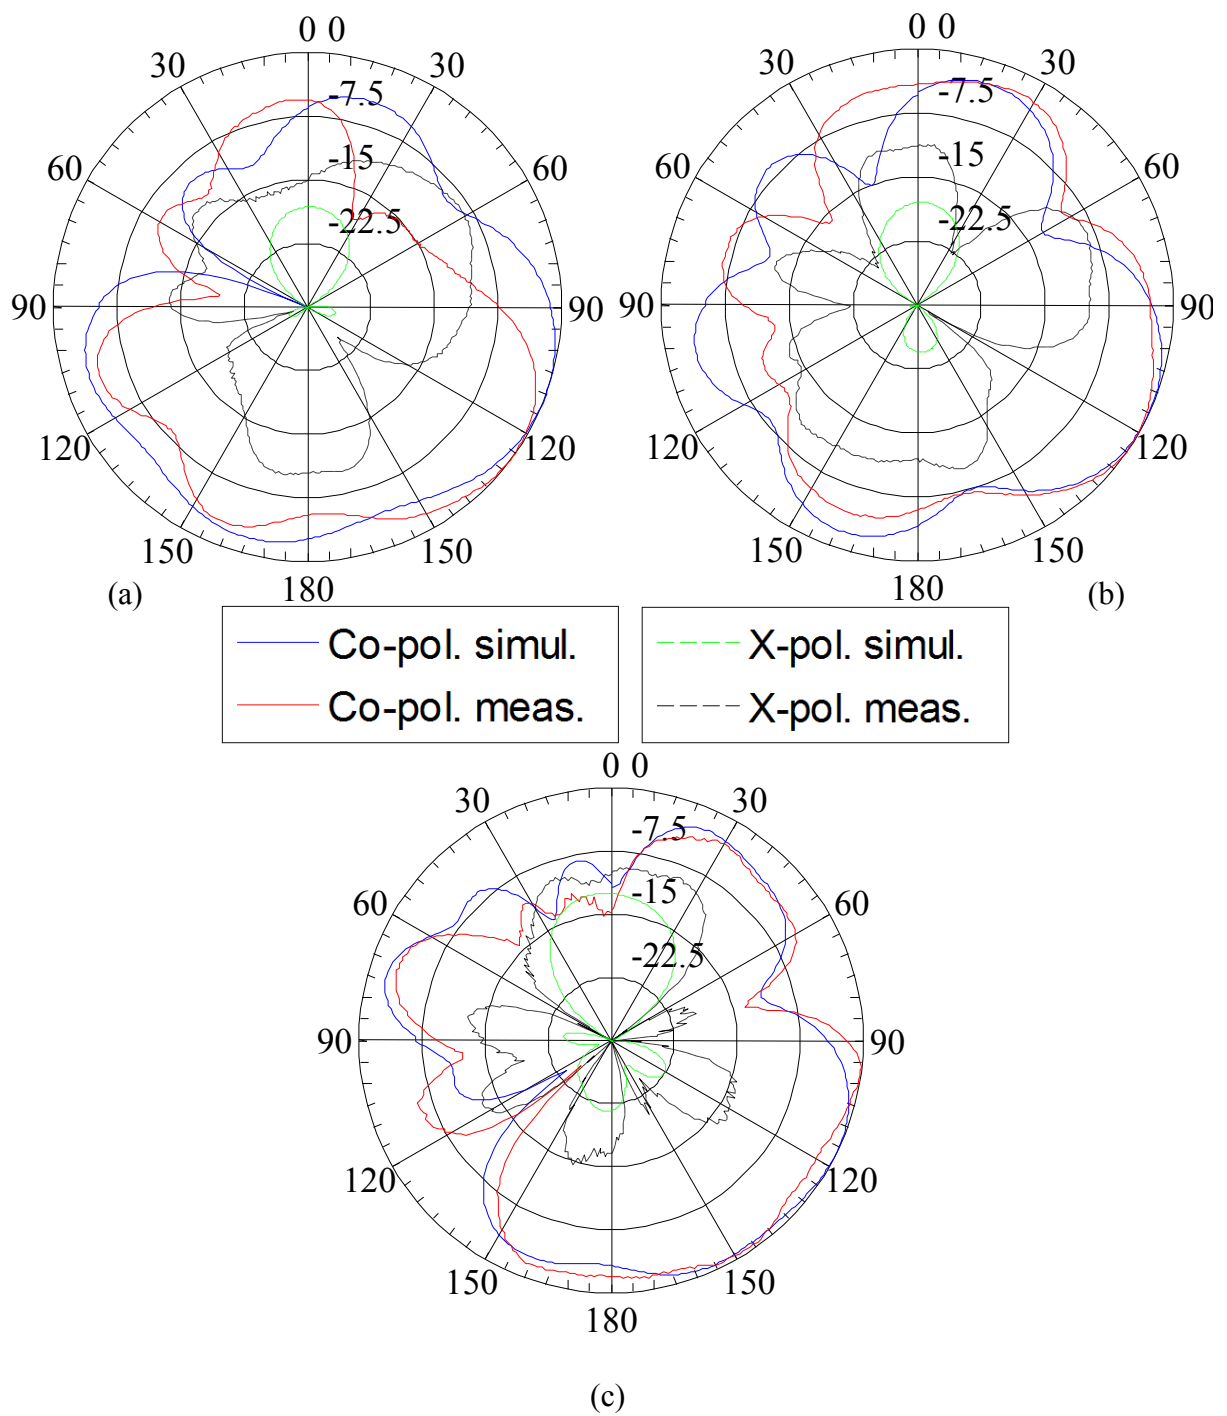 0 0 0 0
30 30 30 30
-7.5 -7.5
60 -15 60 60 -15 60
-22.5 -22.5
90 90 90 90
120 120 120 120
150 150 150 150
(a) 180 180 (b)
Co-pol. simul. X-pol. simul.
Co-pol. meas. X-pol. meas.
0 0
30 30
-7.5
60 -15 60
-22.5
90 90
120 120
150 150
180
(c)